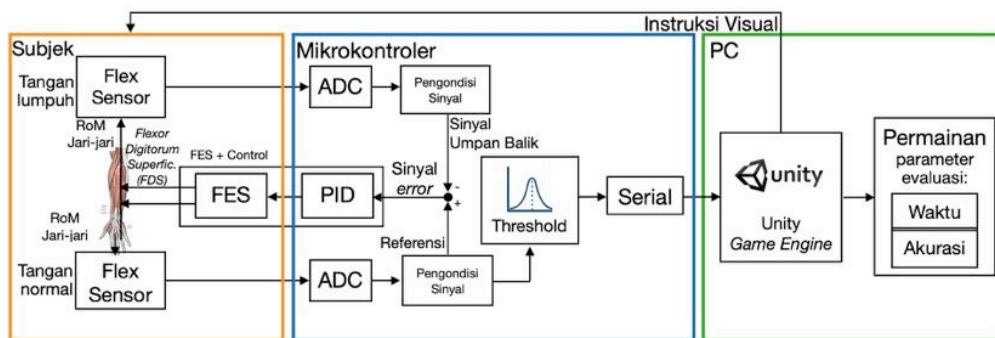 Instruksi Visual
Subjek
Tangan
lumpuh
Flex
Sensor
RoM
Jari-jari
Flexor
Digitorum
Superfic.
(FDS)
FES + Control
FES
RoM
Jari-jari
Tangan
normal
Flex
Sensor
Mikrokontroler
ADC
Pengondisi
Sinyal
Sinyal
Umpan Balik
Sinyal
error
-
+
PID
Referensi
ADC
Pengondisi
Sinyal
Threshold
Serial
PC
unity
Unity
Game Engine
Permainan
parameter
evaluasi:
Waktu
Akurasi